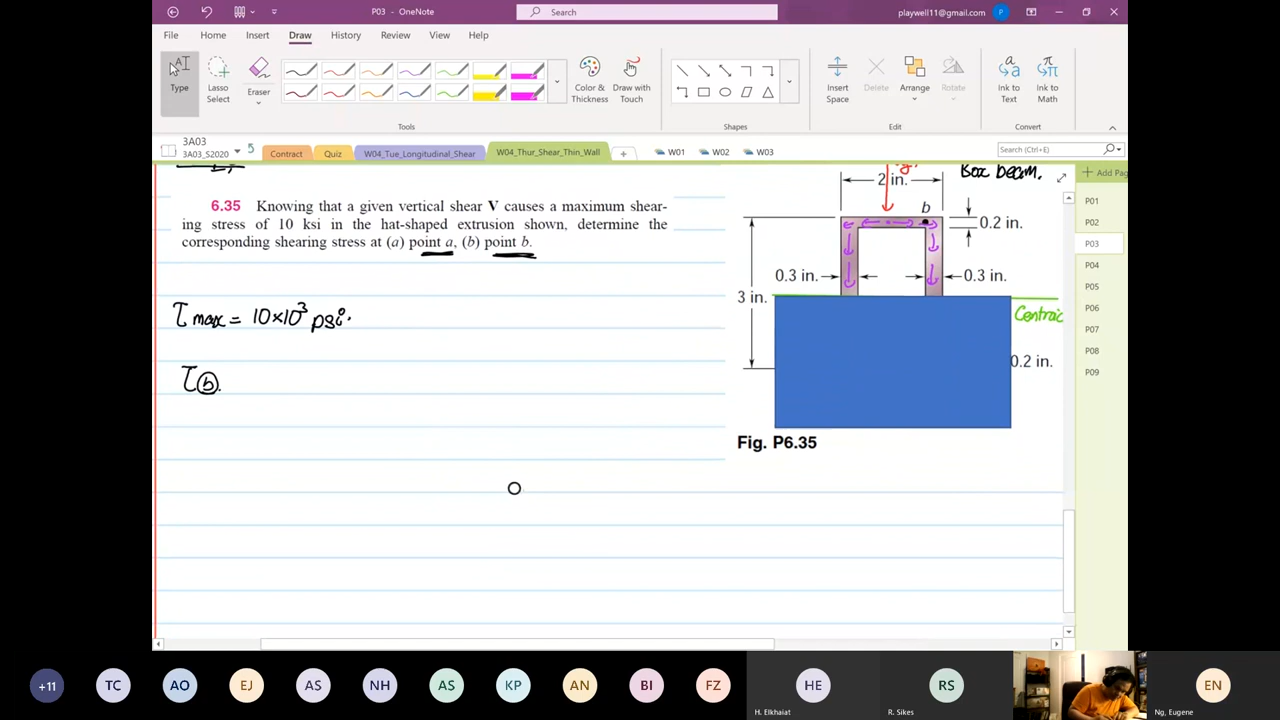 P03 - OneNote
Search
playwell11@gmail.com
P
File Home Insert Draw History Review View Help
Type
Lasso Select
Eraser
Color & Thickness
Draw with Touch
Insert Space
Delete
Arrange
Rotate
Ink to Text
Ink to Math
Tools
Shapes
Edit
Convert
3A03
3A03_S2020
5
Contract
Quiz
W04_Tue_Longitudinal_Shear
W04_Thur_Shear_Thin_Wall
W01
W02
W03
Search (Ctrl+E)
Add Pag
P01
P02
P03
P04
P05
P06
P07
P08
P09
6.35 Knowing that a given vertical shear V causes a maximum shear-
ing stress of 10 ksi in the hat-shaped extrusion shown, determine the
corresponding shearing stress at (a) point a, (b) point b.
τmax = 10×10³ psi.
τⓑ.
Box beam.
2 in.
b
0.2 in.
0.3 in.
0.3 in.
3 in.
Centroi
0.2 in.
Fig. P6.35
+11
TC
AO
EJ
AS
NH
AS
KP
AN
BI
FZ
HE
H. Elkhaiat
RS
R. Sikes
EN
Ng, Eugene